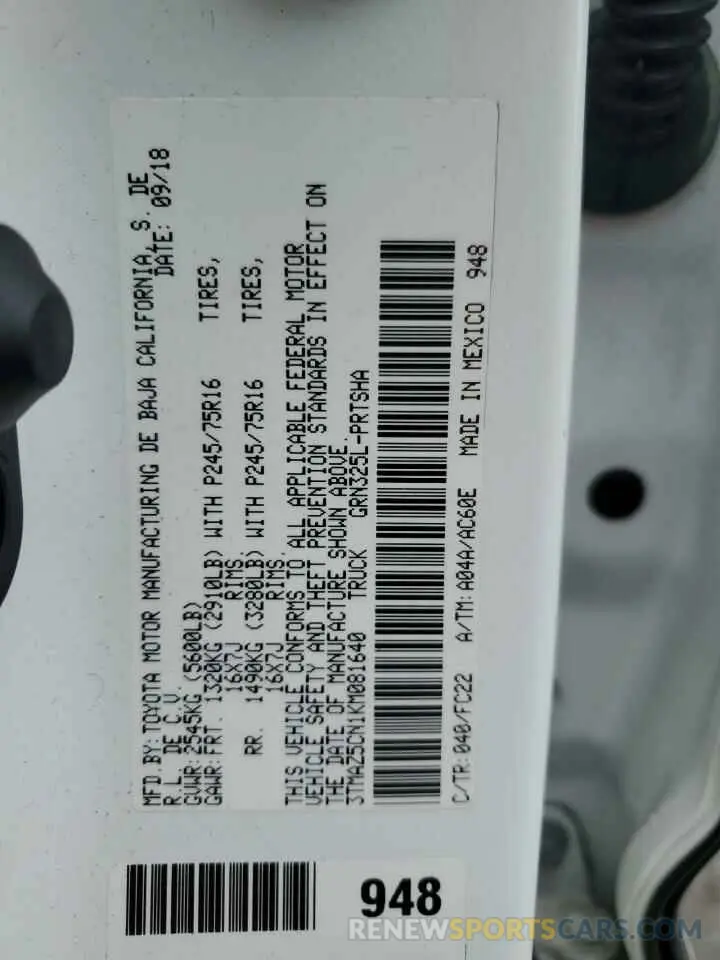 MFD.BY: TOYOTA MOTOR MANUFACTURING DE BAJA CALIFORNIA, S. DE
R.L. DE C.V. DATE: 09/18
GVWR: 2545KG (5600LB)
GAWR: FRT. 1320KG (2910LB) WITH P245/75R16 TIRES,
16X7J RIMS,
RR. 1490KG (3280LB) WITH P245/75R16 TIRES,
16X7J RIMS.
THIS VEHICLE CONFORMS TO ALL APPLICABLE FEDERAL MOTOR
VEHICLE SAFETY AND THEFT PREVENTION STANDARDS IN EFFECT ON
THE DATE OF MANUFACTURE SHOWN ABOVE.
3TMAZ5CN1KM081640 TRUCK GRN325L-PRTSHA
C/TR: 040/FC22 A/TM: A04A/AC60E MADE IN MEXICO 948
948
RENEWSPORTSCARS.COM